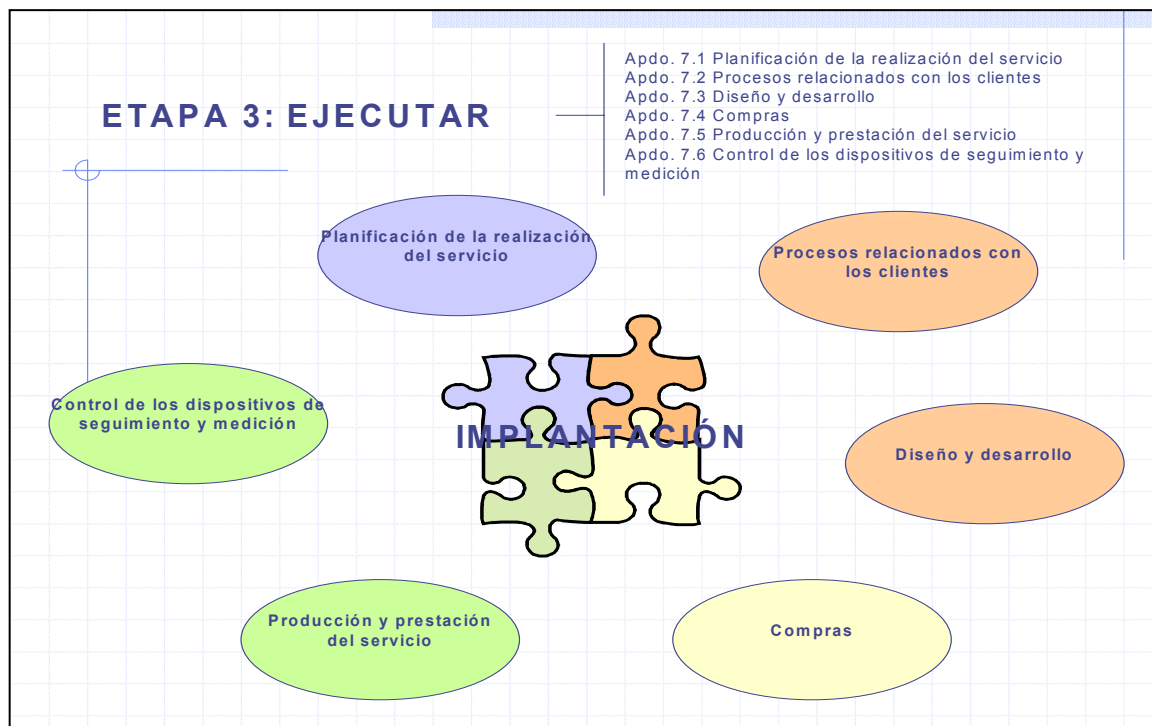 ETAPA 3: EJECUTAR
Apdo. 7.1 Planificación de la realización del servicio
Apdo. 7.2 Procesos relacionados con los clientes
Apdo. 7.3 Diseño y desarrollo
Apdo. 7.4 Compras
Apdo. 7.5 Producción y prestación del servicio
Apdo. 7.6 Control de los dispositivos de seguimiento y
medición
Planificación de la realización
del servicio
Procesos relacionados con
los clientes
Control de los dispositivos de
seguimiento y medición
IMPLANTACIÓN
Diseño y desarrollo
Producción y prestación
del servicio
Compras